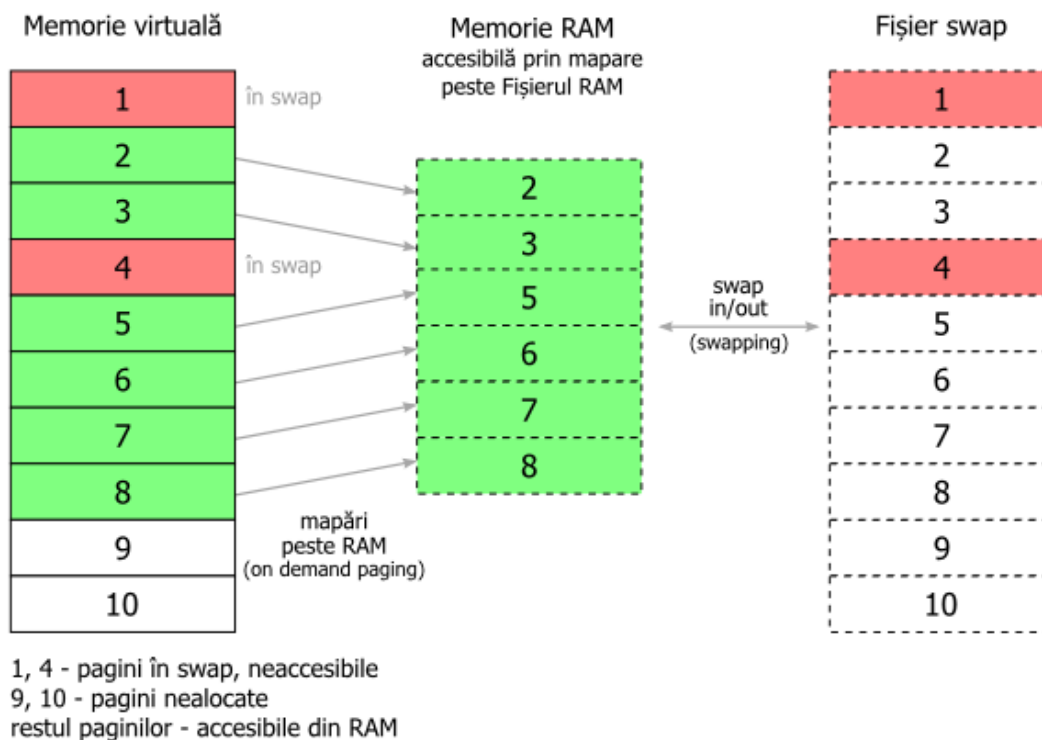 Memorie virtuală
Memorie RAM
accesibilă prin mapare
peste Fișierul RAM
Fișier swap
1
2
3
4
5
6
7
8
9
10
în swap
în swap
mapări
peste RAM
(on demand paging)
2
3
5
6
7
8
swap
in/out
(swapping)
1
2
3
4
5
6
7
8
9
10
1, 4 - pagini în swap, neaccesibile
9, 10 - pagini nealocate
restul paginilor - accesibile din RAM